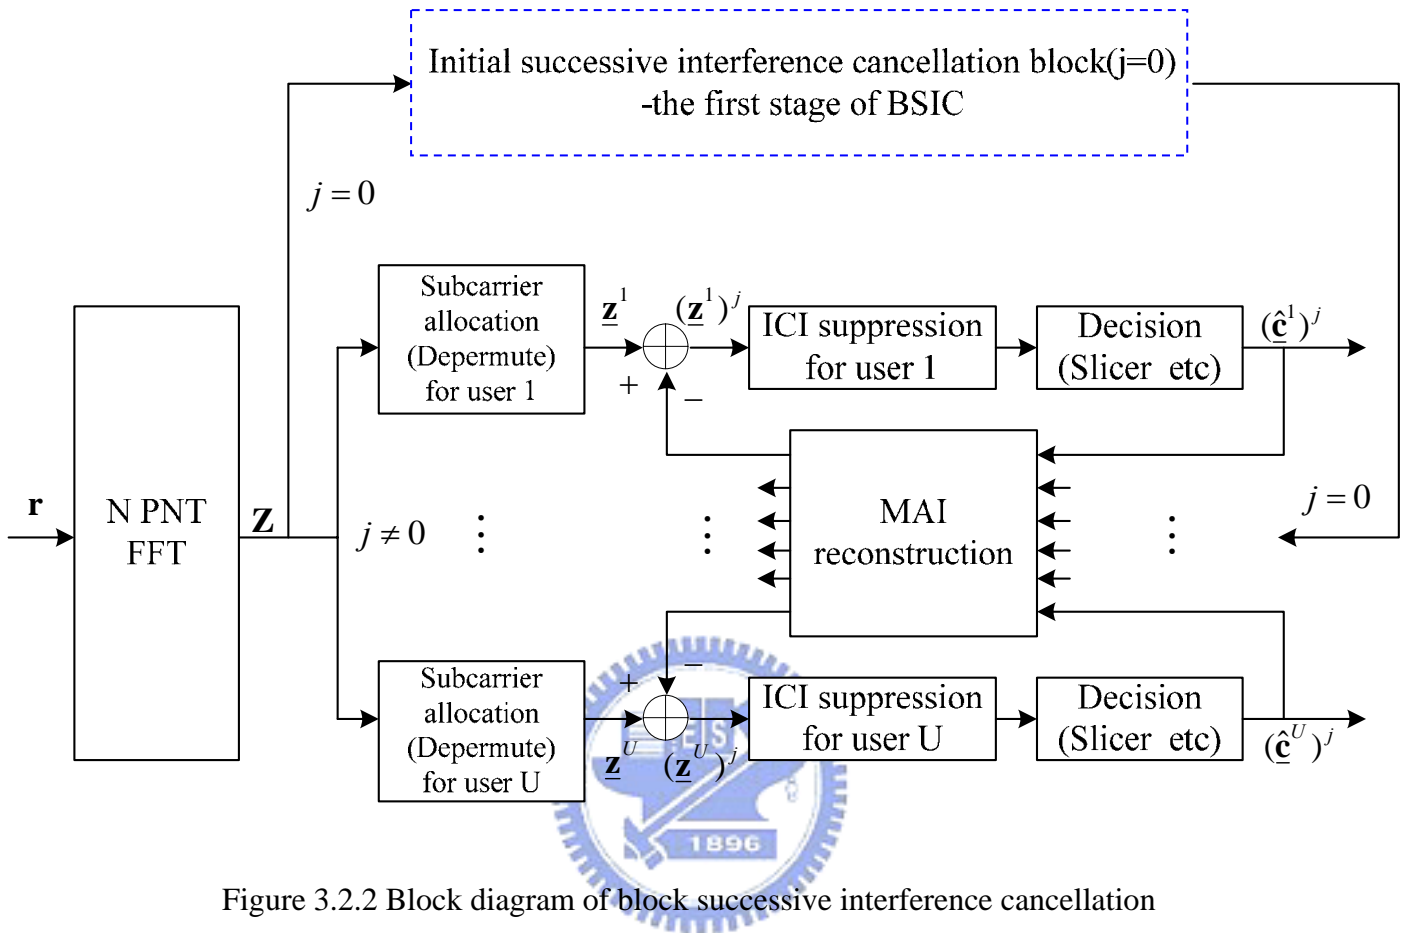 Initial successive interference cancellation block(j=0)
-the first stage of BSIC
j = 0
Subcarrier
allocation
(Depermute)
for user 1
z̲¹
(z̲¹)ʲ
+
−
ICI suppression
for user 1
Decision
(Slicer etc)
(ĉ̲¹)ʲ
r
N PNT
FFT
Z
j ≠ 0
⋮
⋮
MAI
reconstruction
⋮
j = 0
Subcarrier
allocation
(Depermute)
for user U
+
−
z̲ᵁ
(z̲ᵁ)ʲ
ICI suppression
for user U
Decision
(Slicer etc)
(ĉ̲ᵁ)ʲ
ES
1896
Figure 3.2.2 Block diagram of block successive interference cancellation